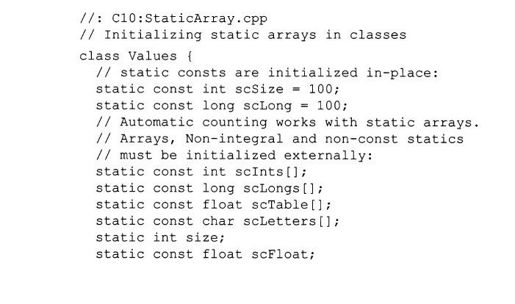 //: C10:StaticArray.cpp
// Initializing static arrays in classes
class Values {
  // static consts are initialized in-place:
  static const int scSize = 100;
  static const long scLong = 100;
  // Automatic counting works with static arrays.
  // Arrays, Non-integral and non-const statics
  // must be initialized externally:
  static const int scInts[];
  static const long scLongs[];
  static const float scTable[];
  static const char scLetters[];
  static int size;
  static const float scFloat;